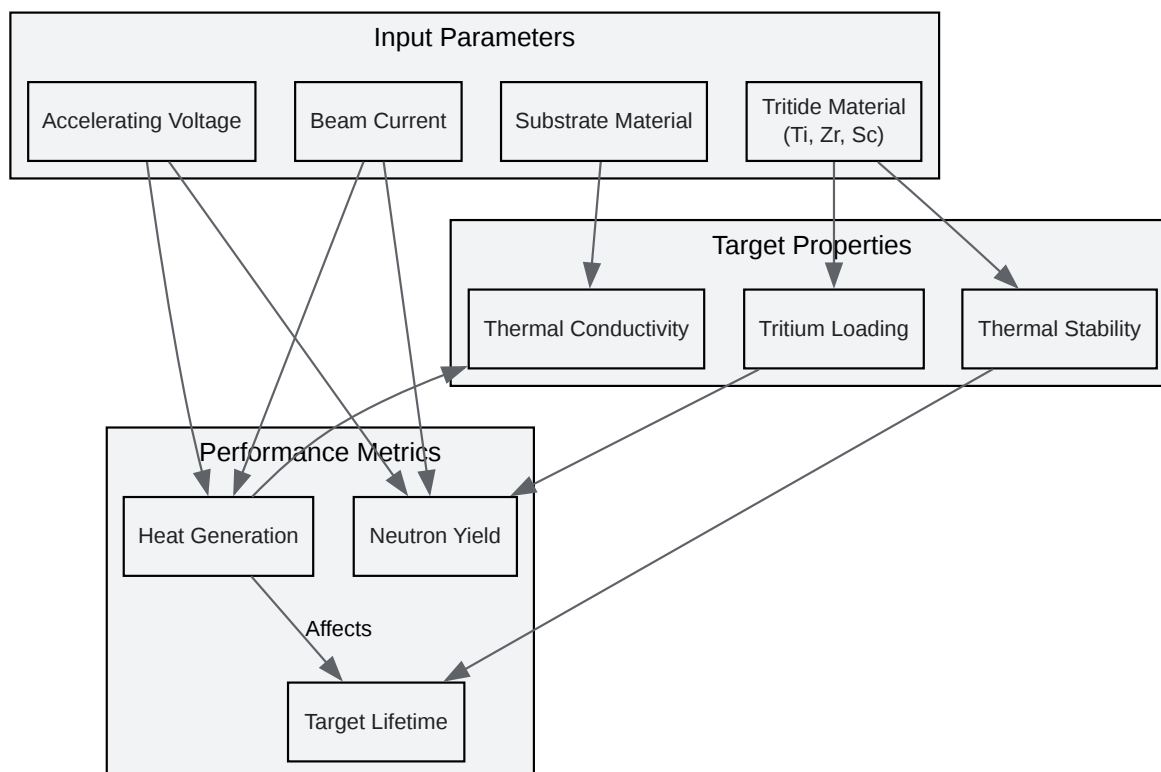 Input Parameters
Accelerating Voltage
Beam Current
Substrate Material
Tritide Material
(Ti, Zr, Sc)
Target Properties
Thermal Conductivity
Tritium Loading
Thermal Stability
Performance Metrics
Heat Generation
Neutron Yield
Affects
Target Lifetime